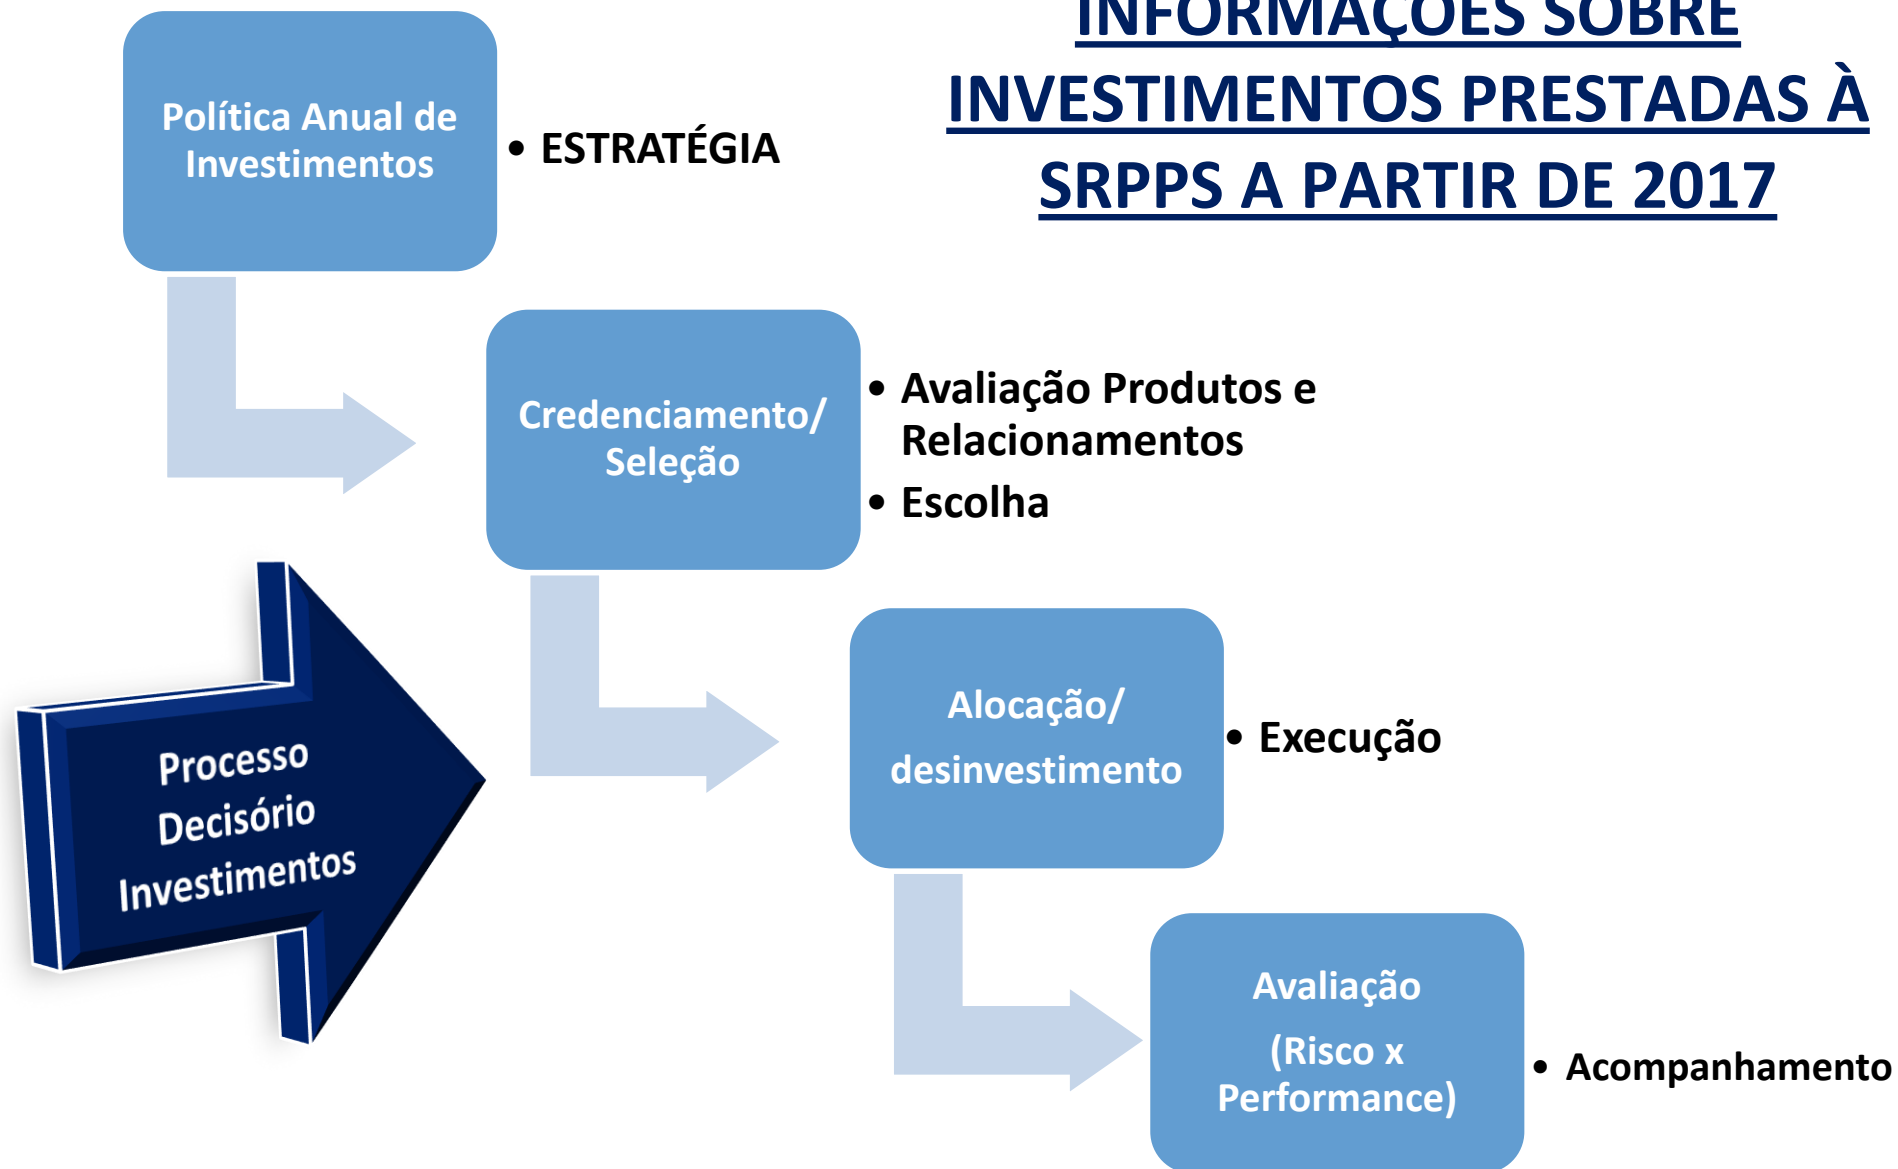 INFORMAÇÕES SOBRE
INVESTIMENTOS PRESTADAS À
SRPPS A PARTIR DE 2017
Política Anual de
Investimentos
• ESTRATÉGIA
Credenciamento/
Seleção
• Avaliação Produtos e
Relacionamentos
• Escolha
Processo
Decisório
Investimentos
Alocação/
desinvestimento
• Execução
Avaliação
(Risco x
Performance)
• Acompanhamento